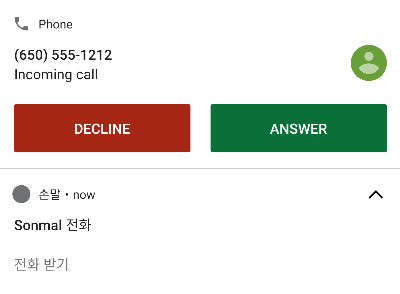 Phone
(650) 555-1212
Incoming call
DECLINE
ANSWER
손말 • now
Sonmal 전화
전화 받기